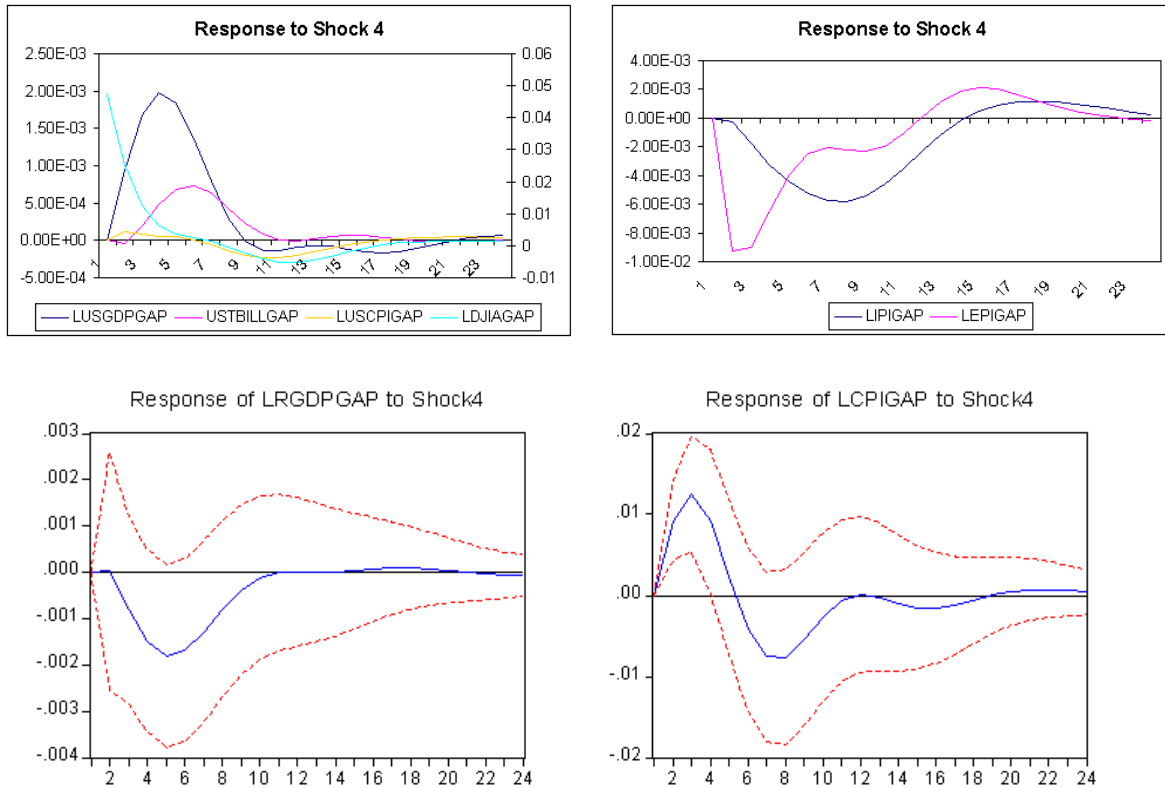 Response to Shock 4
2.50E-03
2.00E-03
1.50E-03
1.00E-03
5.00E-04
0.00E+00
-5.00E-04
0.06
0.05
0.04
0.03
0.02
0.01
0
-0.01
1 3 5 7 9 11 13 15 17 19 21 23
LUSGDPGAP USTBILLGAP LUSCPIGAP LDJIAGAP
Response to Shock 4
4.00E-03
2.00E-03
0.00E+00
-2.00E-03
-4.00E-03
-6.00E-03
-8.00E-03
-1.00E-02
1 3 5 7 9 11 13 15 17 19 21 23
LIPIGAP LEPIGAP
Response of LRGDPGAP to Shock4
.003
.002
.001
.000
-.001
-.002
-.003
-.004
2 4 6 8 10 12 14 16 18 20 22 24
Response of LCPIGAP to Shock4
.02
.01
.00
-.01
-.02
2 4 6 8 10 12 14 16 18 20 22 24